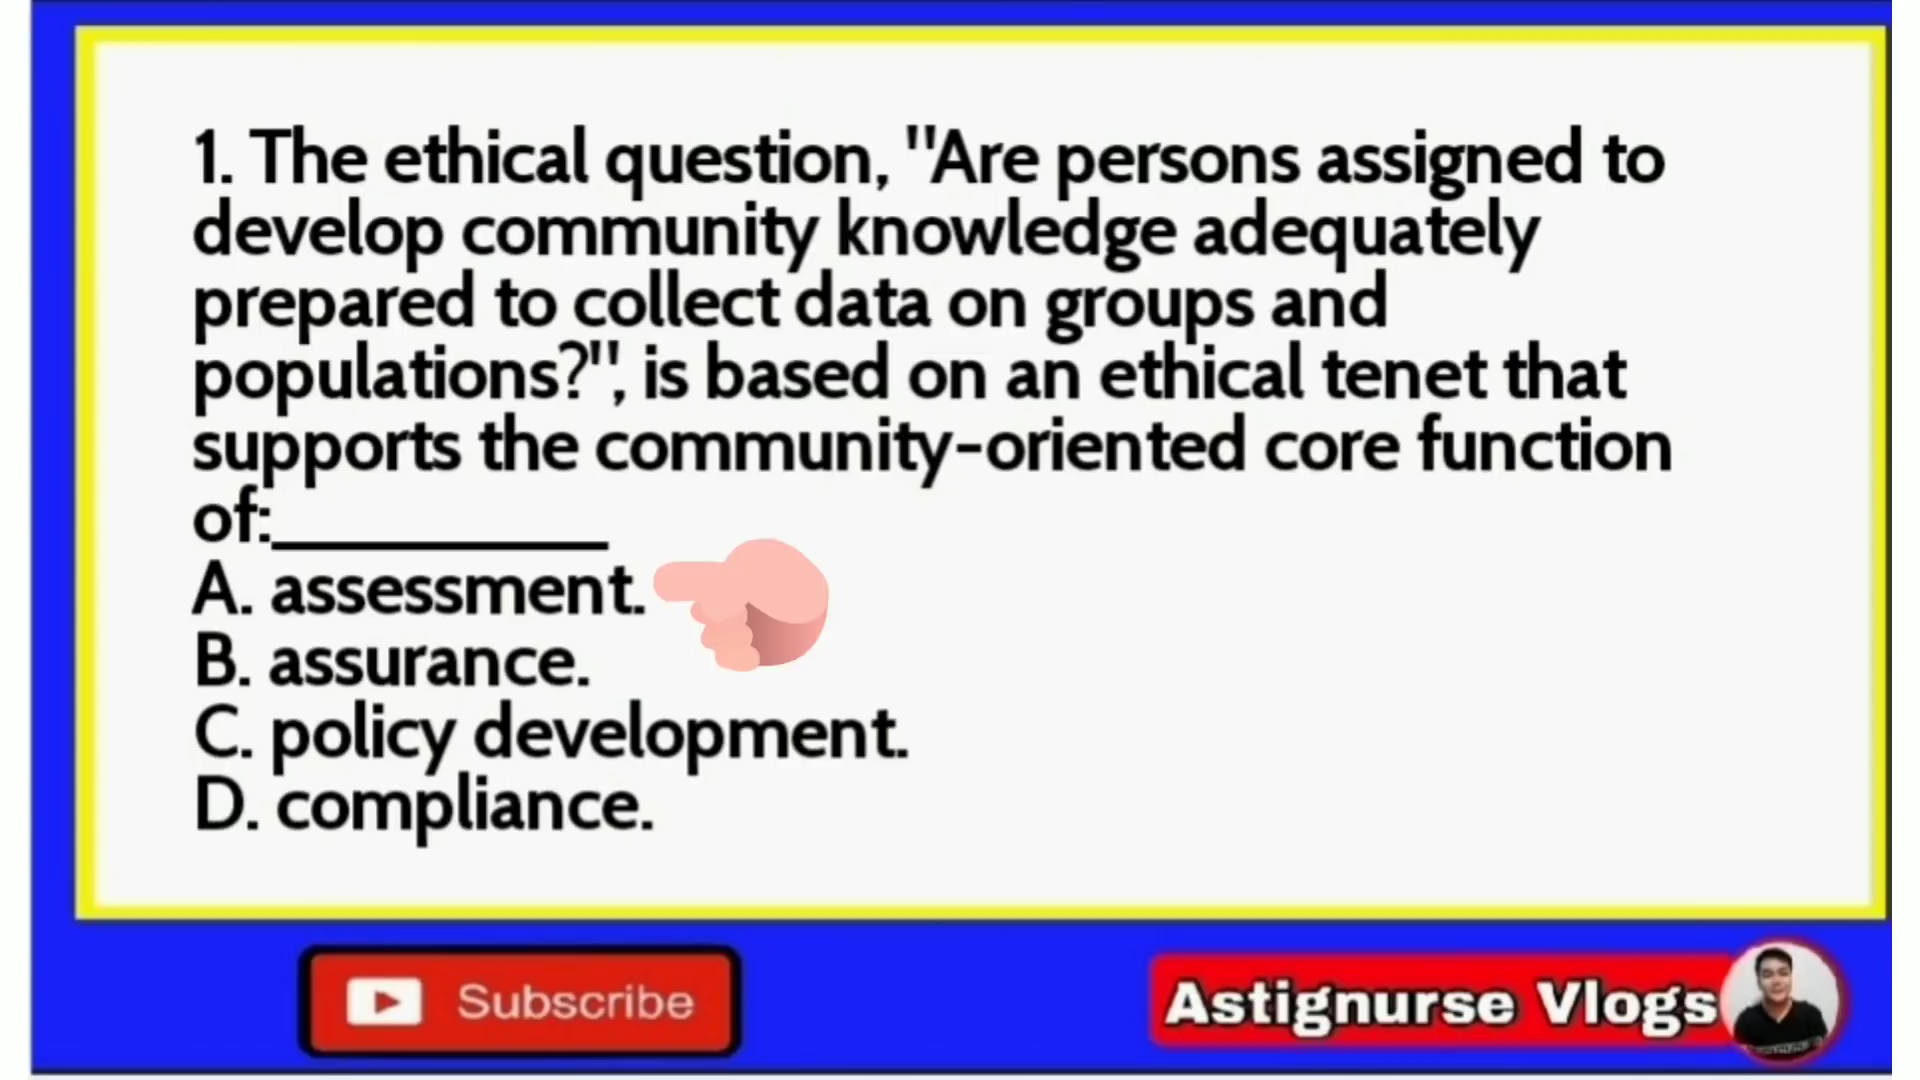 1. The ethical question, "Are persons assigned to
develop community knowledge adequately
prepared to collect data on groups and
populations?", is based on an ethical tenet that
supports the community-oriented core function
of:__________
A. assessment.
B. assurance.
C. policy development.
D. compliance.
Subscribe
Astignurse Vlogs